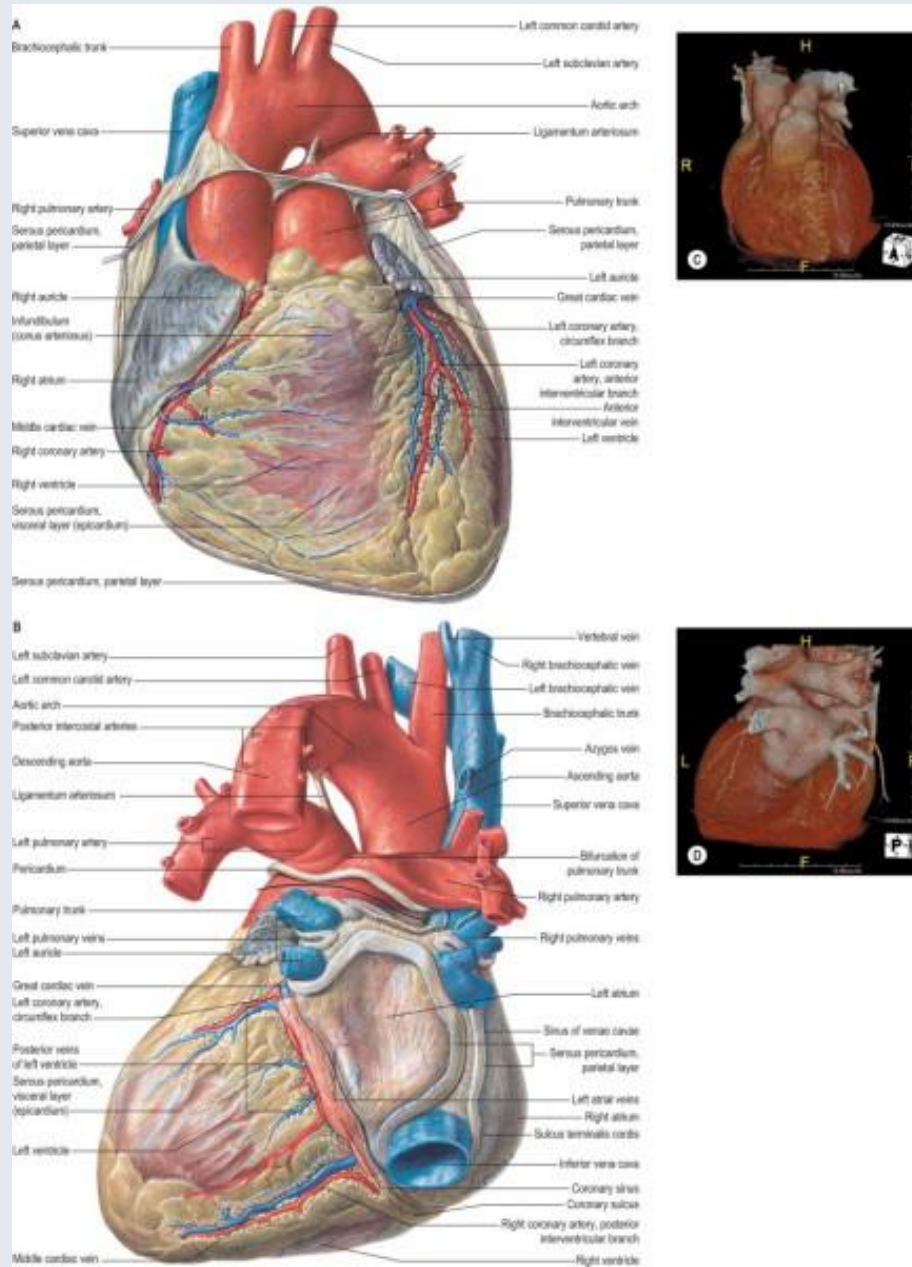 A
Brachiocephalic trunk
Superior vena cava
Right pulmonary artery
Serous pericardium,
parietal layer
Right auricle
Infundibulum
(conus arteriosus)
Right atrium
Middle cardiac vein
Right coronary artery
Right ventricle
Serous pericardium,
visceral layer (epicardium)
Serous pericardium, parietal layer
Left common carotid artery
Left subclavian artery
Aortic arch
Ligamentum arteriosum
Pulmonary trunk
Serous pericardium,
parietal layer
Left auricle
Great cardiac vein
Left coronary artery,
circumflex branch
Left coronary
artery, anterior
interventricular branch
Anterior
interventricular vein
Left ventricle
H
R
F
A
C
B
Left subclavian artery
Left common carotid artery
Aortic arch
Posterior intercostal arteries
Descending aorta
Ligamentum arteriosum
Left pulmonary artery
Pericardium
Pulmonary trunk
Left pulmonary veins
Left auricle
Great cardiac vein
Left coronary artery,
circumflex branch
Posterior veins
of left ventricle
Serous pericardium,
visceral layer
(epicardium)
Left ventricle
Middle cardiac vein
Vertebral vein
Right brachiocephalic vein
Left brachiocephalic vein
Brachiocephalic trunk
Azygos vein
Ascending aorta
Superior vena cava
Bifurcation of
pulmonary trunk
Right pulmonary artery
Right pulmonary veins
Left atrium
Sinus of venae cavae
Serous pericardium,
parietal layer
Left atrial veins
Right atrium
Sulcus terminalis cordis
Inferior vena cava
Coronary sinus
Coronary sulcus
Right coronary artery, posterior
interventricular branch
Right ventricle
H
L
F
P
D